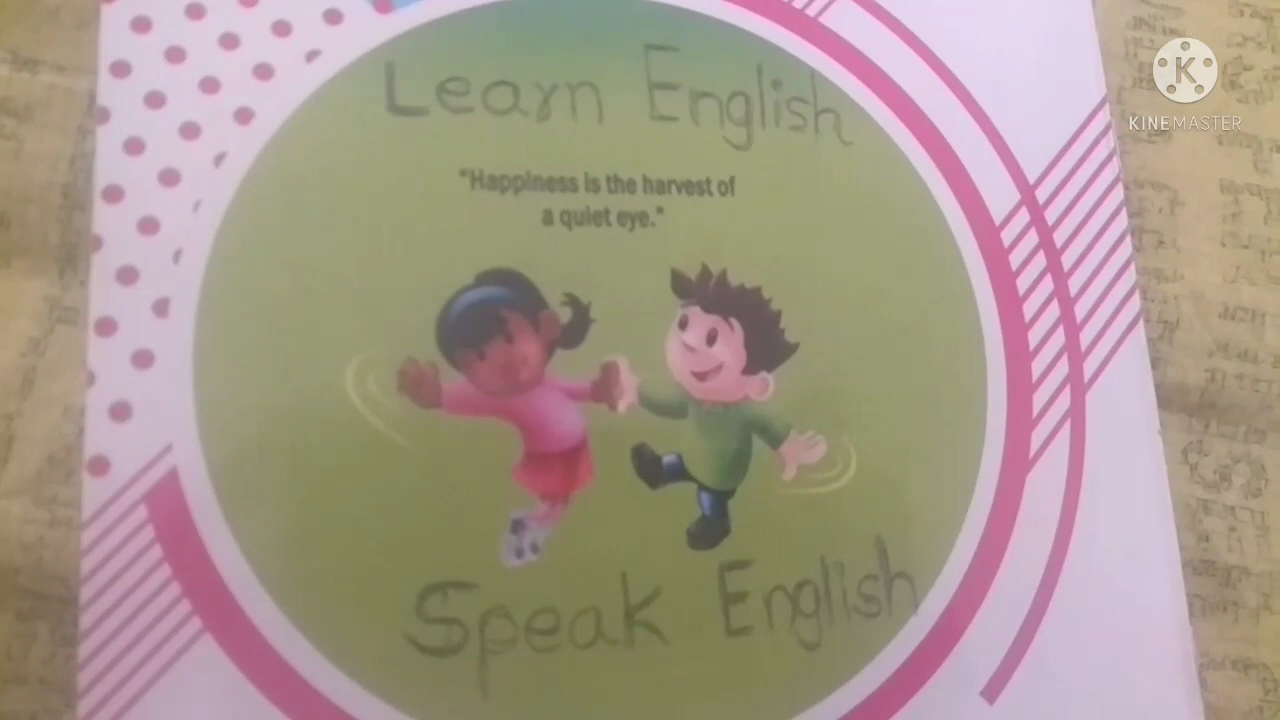 Learn English
"Happiness is the harvest of
a quiet eye."
Speak English
KINEMASTER